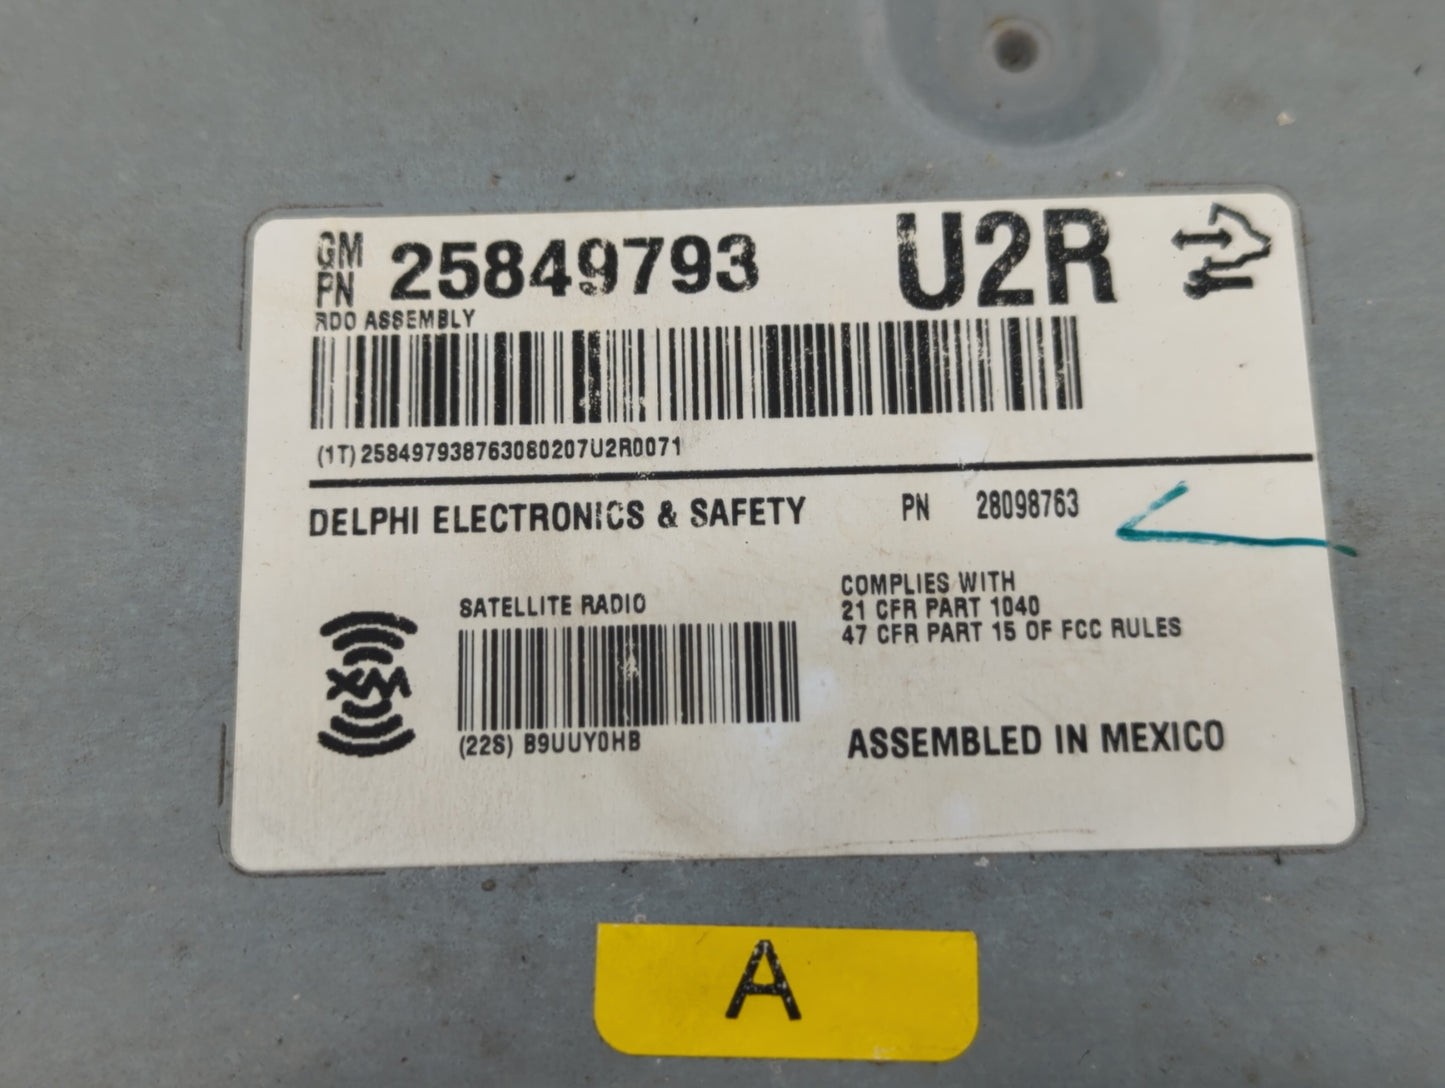 GM PN 25849793 U2R
RDO ASSEMBLY
(1T) 258497938763080207U2R0071
DELPHI ELECTRONICS & SAFETY PN 28098763
SATELLITE RADIO
XM
(22S) B9UUY0HB
COMPLIES WITH
21 CFR PART 1040
47 CFR PART 15 OF FCC RULES
ASSEMBLED IN MEXICO
A